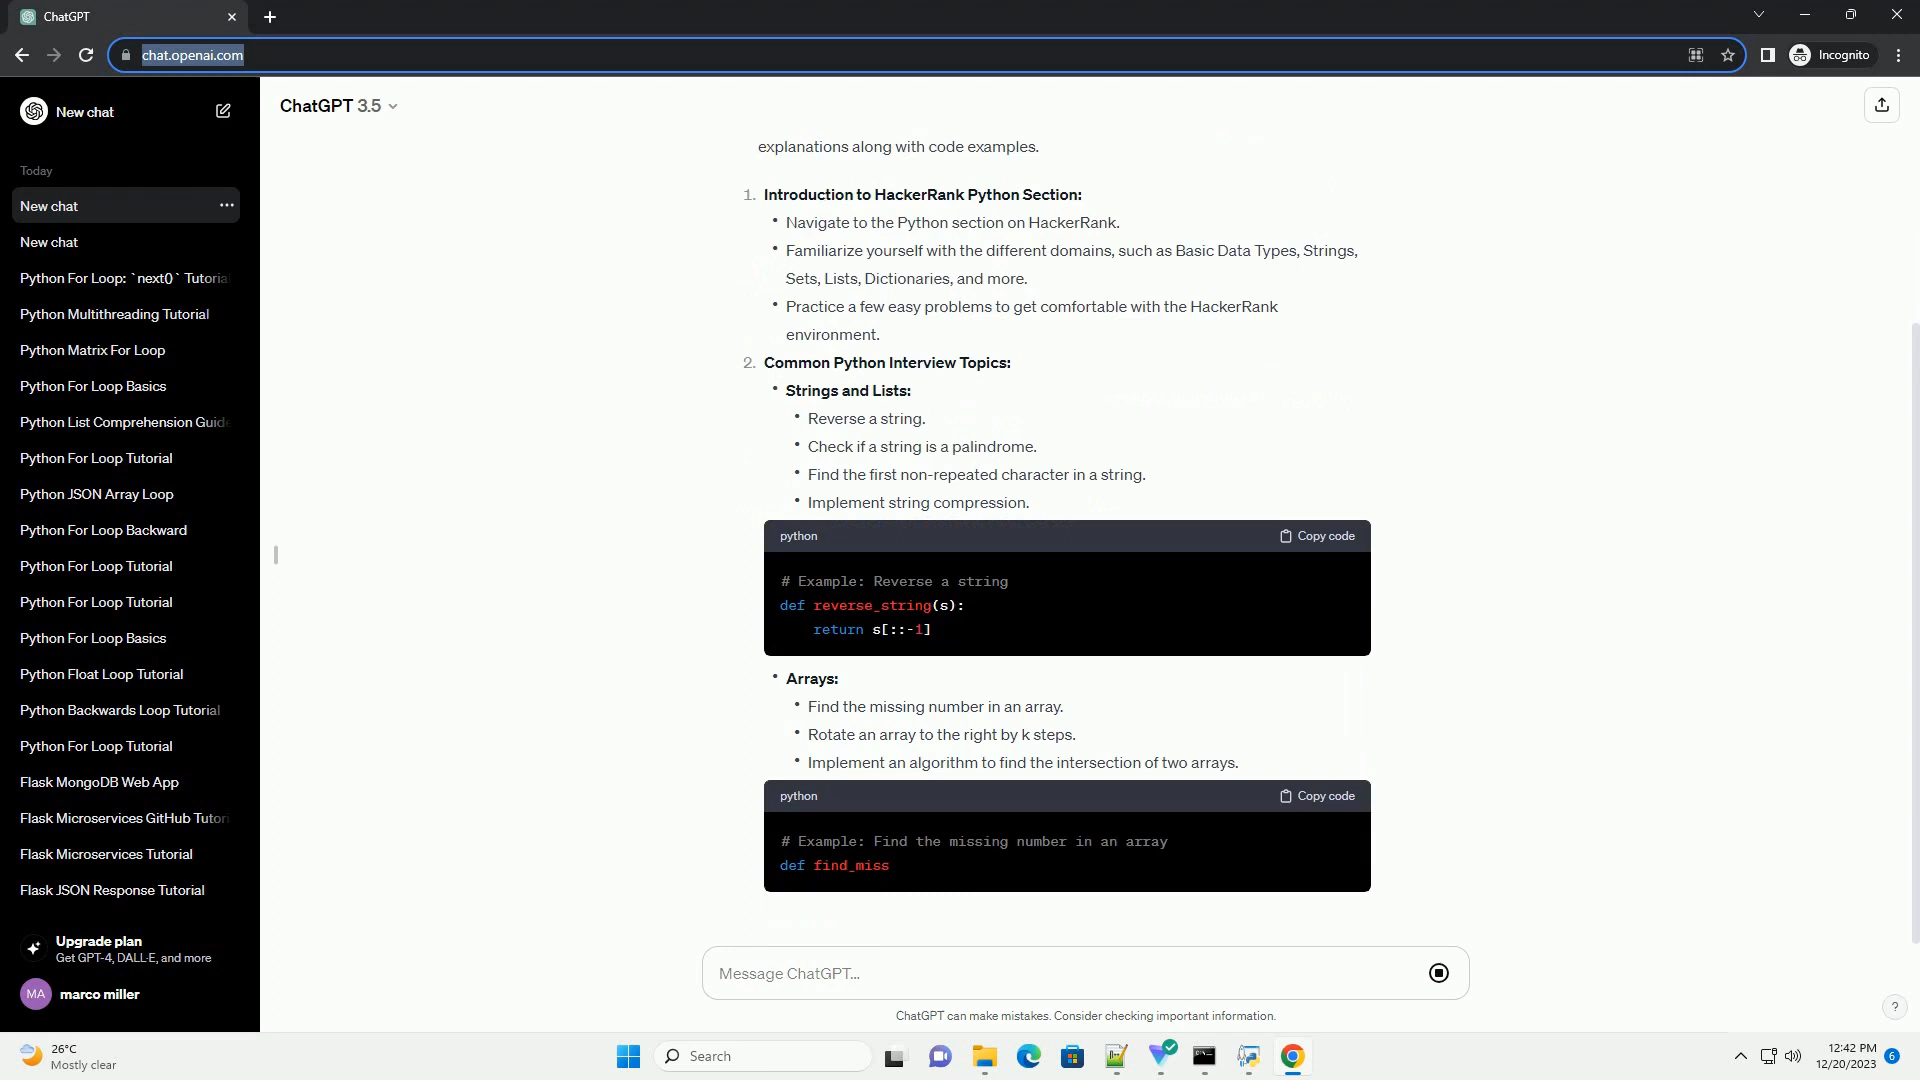 ChatGPT
chat.openai.com
Incognito
New chat
Today
New chat
New chat
Python For Loop: `next()` Tutoria
Python Multithreading Tutorial
Python Matrix For Loop
Python For Loop Basics
Python List Comprehension Guide
Python For Loop Tutorial
Python JSON Array Loop
Python For Loop Backward
Python For Loop Tutorial
Python For Loop Tutorial
Python For Loop Basics
Python Float Loop Tutorial
Python Backwards Loop Tutorial
Python For Loop Tutorial
Flask MongoDB Web App
Flask Microservices GitHub Tutori
Flask Microservices Tutorial
Flask JSON Response Tutorial
Upgrade plan
Get GPT-4, DALL·E, and more
MA marco miller
ChatGPT 3.5
explanations along with code examples.
1. Introduction to HackerRank Python Section:
• Navigate to the Python section on HackerRank.
• Familiarize yourself with the different domains, such as Basic Data Types, Strings,
Sets, Lists, Dictionaries, and more.
• Practice a few easy problems to get comfortable with the HackerRank
environment.
2. Common Python Interview Topics:
• Strings and Lists:
• Reverse a string.
• Check if a string is a palindrome.
• Find the first non-repeated character in a string.
• Implement string compression.
python Copy code
# Example: Reverse a string
def reverse_string(s):
    return s[::-1]
• Arrays:
• Find the missing number in an array.
• Rotate an array to the right by k steps.
• Implement an algorithm to find the intersection of two arrays.
python Copy code
# Example: Find the missing number in an array
def find_miss
Message ChatGPT...
ChatGPT can make mistakes. Consider checking important information.
?
26°C
Mostly clear
Search
12:42 PM
12/20/2023
6